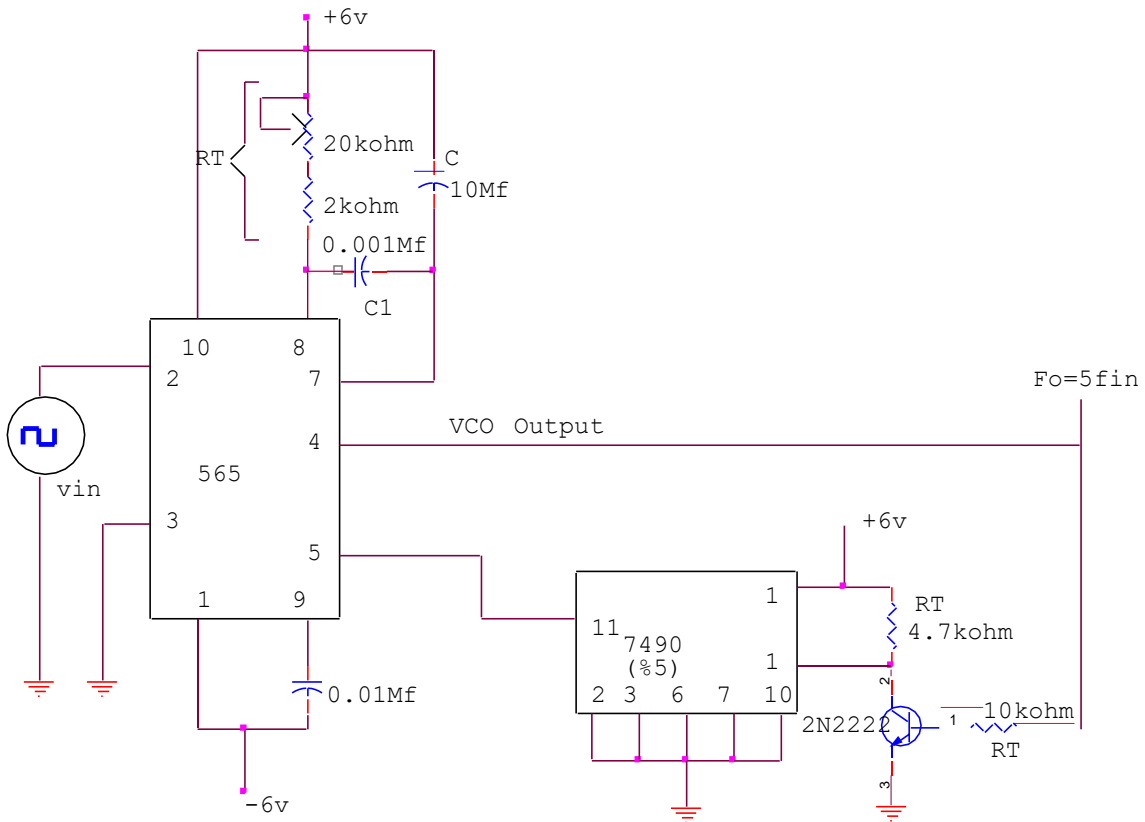 +6v
RT
20kohm
C
10Mf
2kohm
0.001Mf
C1
10 8
2 7
Fo=5fin
4
VCO Output
565
vin
3
5
+6v
1 9
1
RT
4.7kohm
11
7490
(%5)
1
0.01Mf
2 3 6 7 10
2
2N2222
1
10kohm
RT
3
-6v